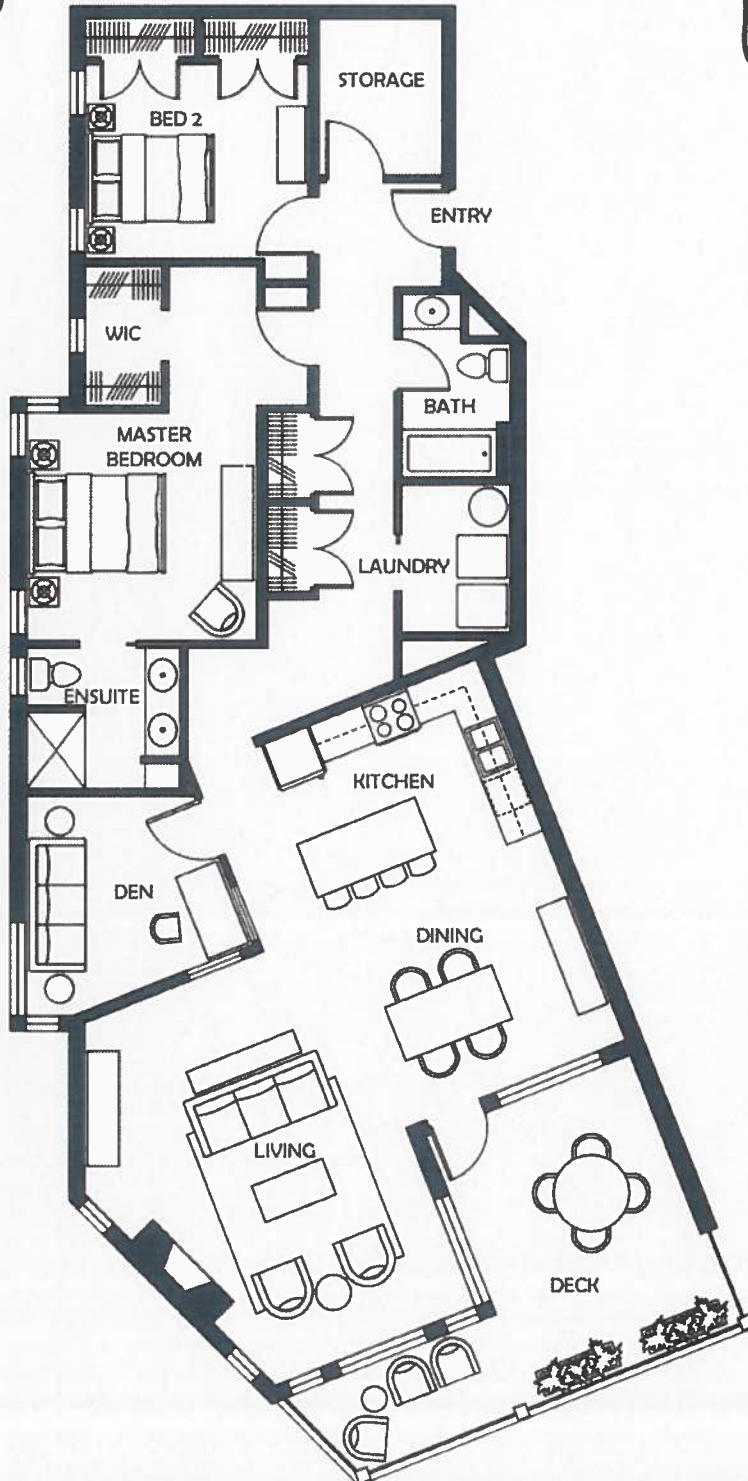 STORAGE
BED 2
ENTRY
WIC
BATH
MASTER
BEDROOM
LAUNDRY
ENSUITE
KITCHEN
DEN
DINING
LIVING
DECK